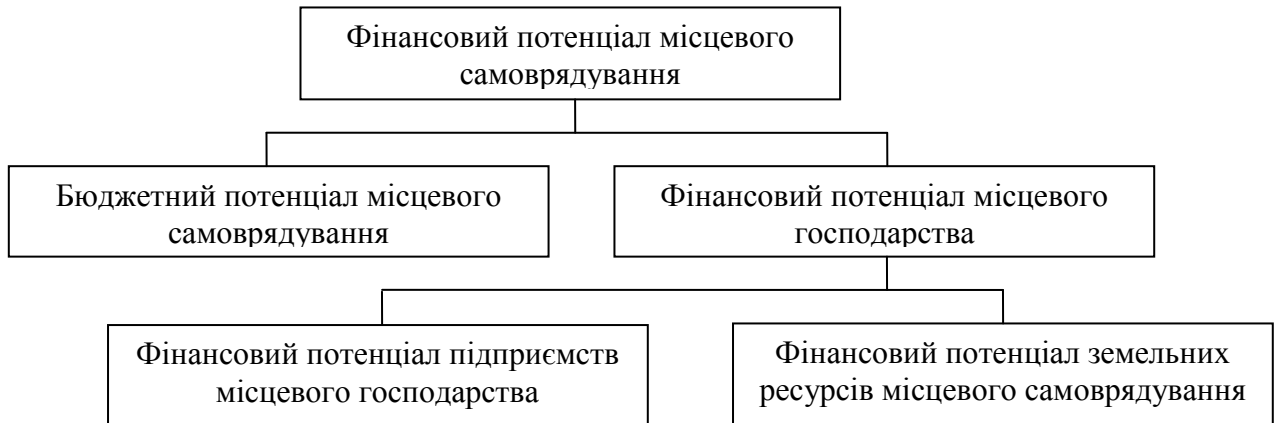 Фінансовий потенціал місцевого
самоврядування
Бюджетний потенціал місцевого
самоврядування
Фінансовий потенціал місцевого
господарства
Фінансовий потенціал підприємств
місцевого господарства
Фінансовий потенціал земельних
ресурсів місцевого самоврядування